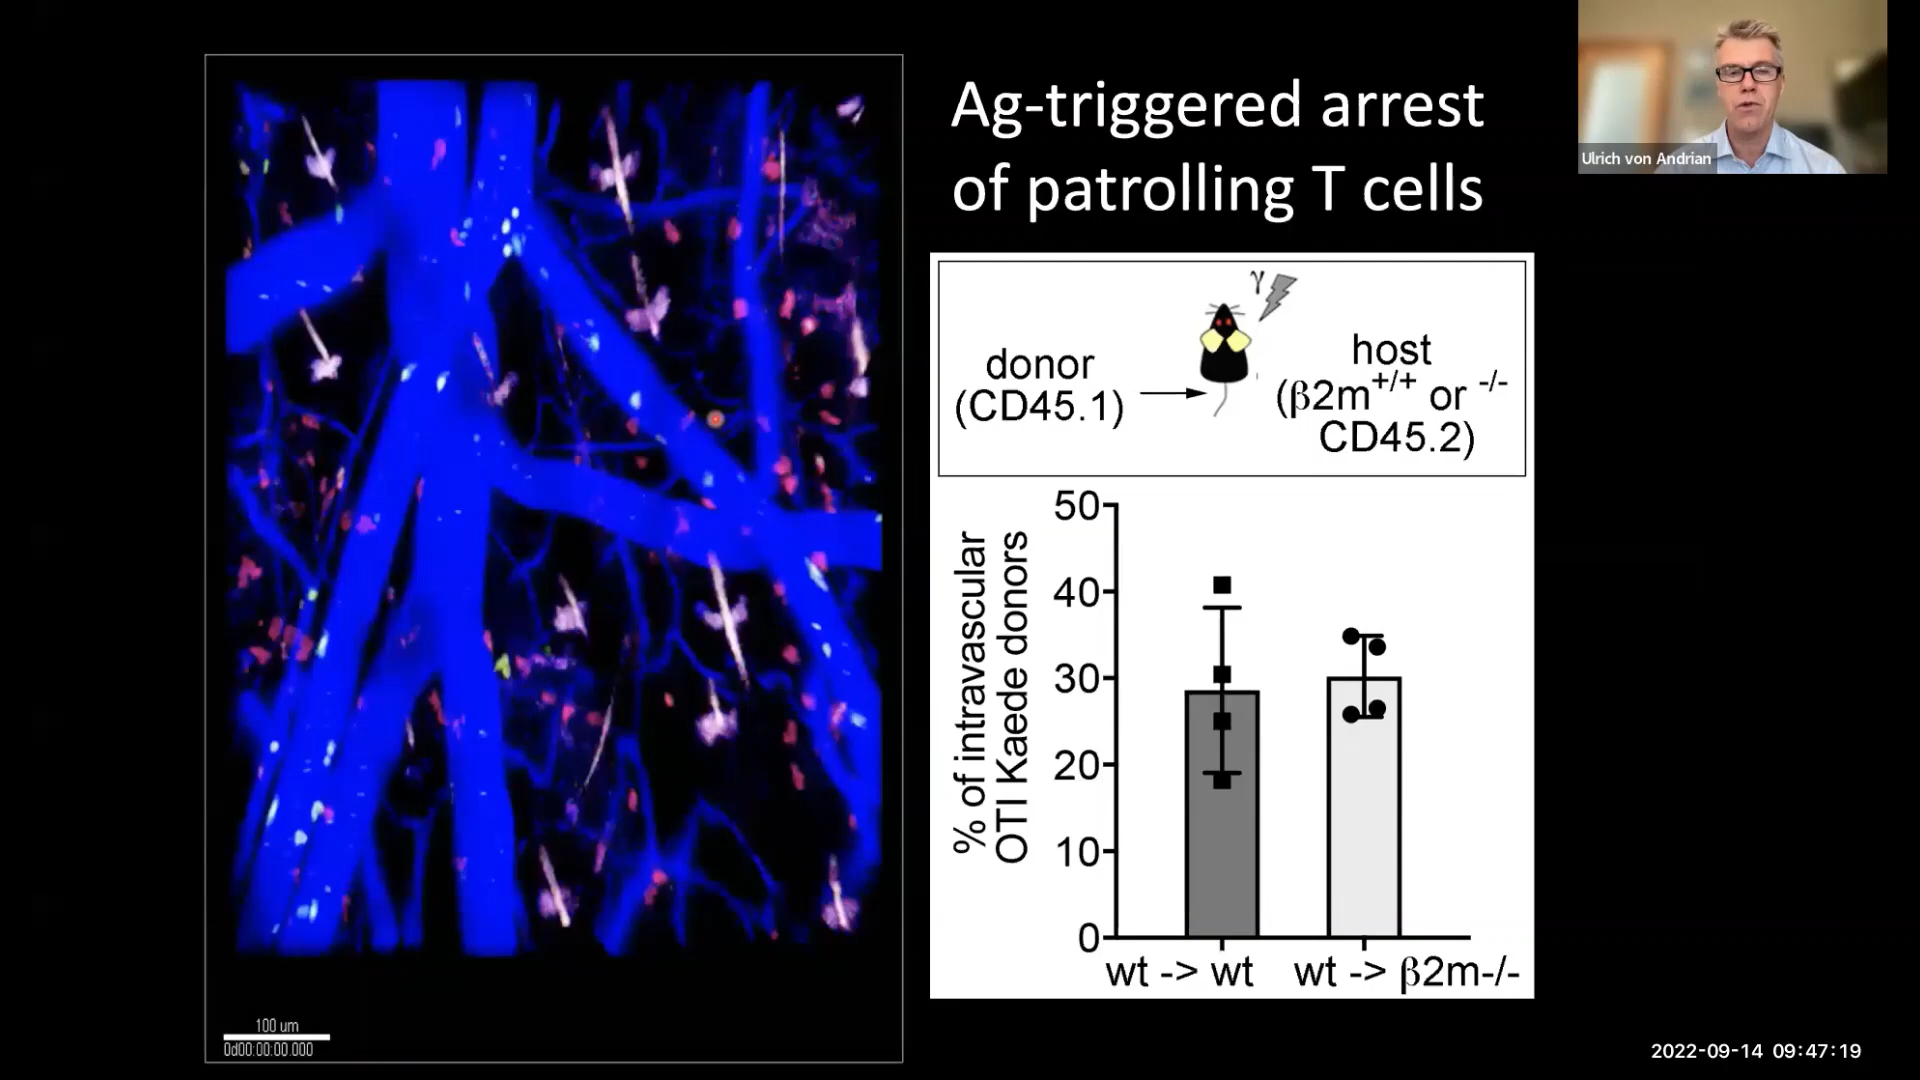 Ag-triggered arrest
of patrolling T cells
Ulrich von Andrian
γ
donor
(CD45.1)
host
(β2m+/+ or -/-
CD45.2)
% of intravascular
OTI Kaede donors
50
40
30
20
10
0
wt -> wt
wt -> β2m-/-
100 um
0d00:00:00.000
2022-09-14 09:47:19